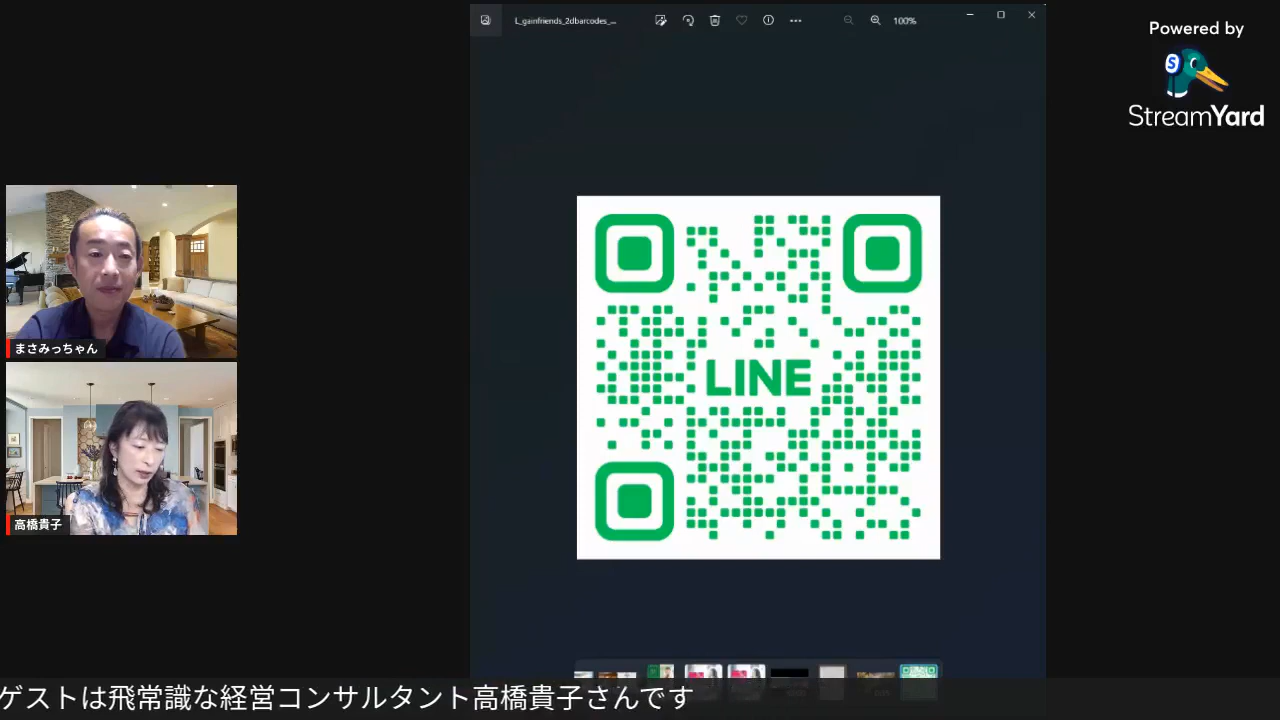 L_gainfriends_2dbarcodes_...
100%
Powered by
StreamYard
まさみっちゃん
LINE
高橋貴子
ゲストは飛常識な経営コンサルタント高橋貴子さんです